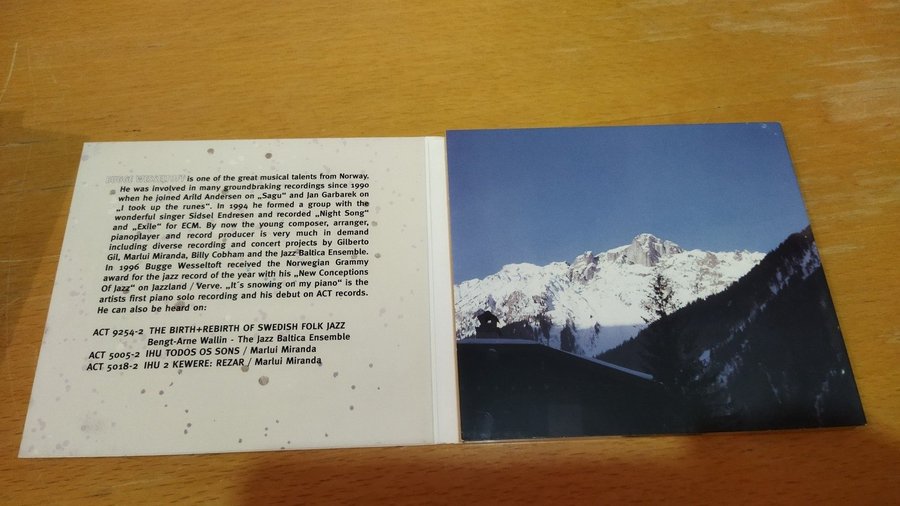 BUGGE WESSELTOFT is one of the great musical talents from Norway.
He was involved in many groundbraking recordings since 1990
when he joined Arild Andersen on „Sagu“ and Jan Garbarek on
„I took up the runes“. In 1994 he formed a group with the
wonderful singer Sidsel Endresen and recorded „Night Song“
and „Exile“ for ECM. By now the young composer, arranger,
pianoplayer and record producer is very much in demand
including diverse recording and concert projects by Gilberto
Gil, Marlui Miranda, Billy Cobham and the Jazz Baltica Ensemble.
In 1996 Bugge Wesseltoft received the Norwegian Grammy
award for the jazz record of the year with his „New Conceptions
Of Jazz“ on Jazzland / Verve. „It´s snowing on my piano“ is the
artists first piano solo recording and his debut on ACT records.
He can also be heard on:
ACT 9254-2 THE BIRTH+REBIRTH OF SWEDISH FOLK JAZZ
Bengt-Arne Wallin - The Jazz Baltica Ensemble
ACT 5005-2 IHU TODOS OS SONS / Marlui Miranda
ACT 5018-2 IHU 2 KEWERE: REZAR / Marlui Miranda